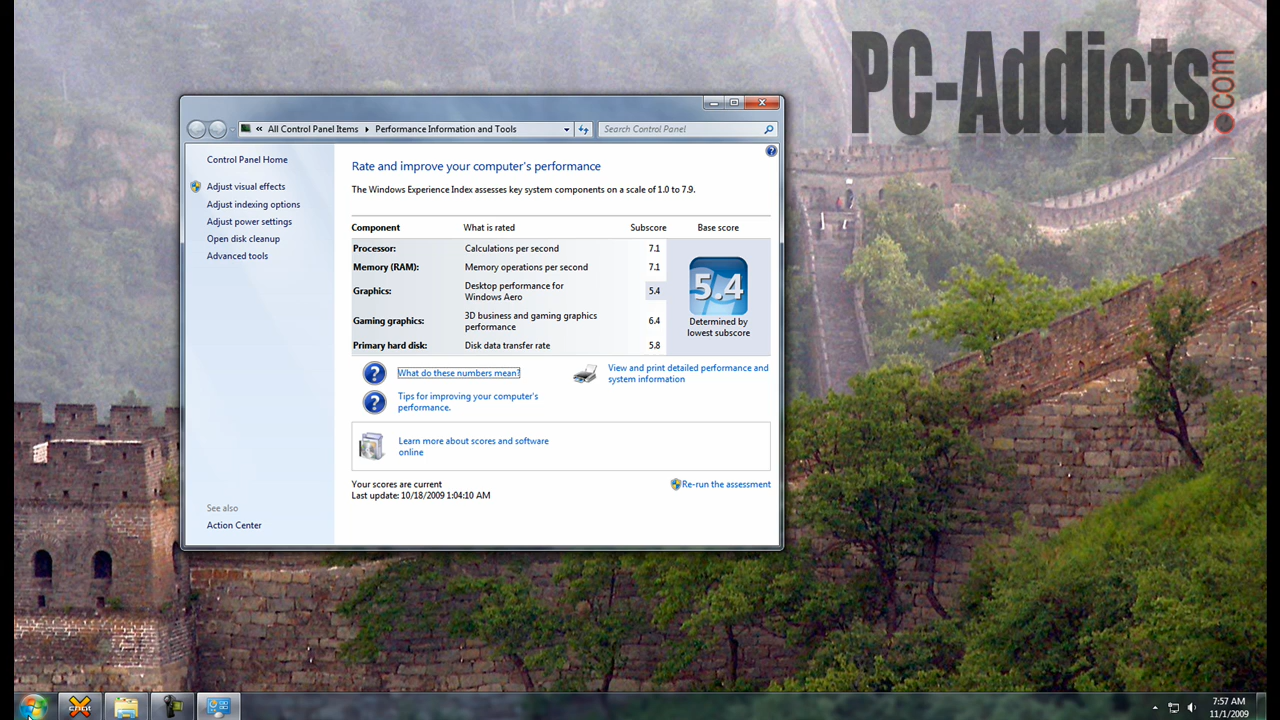 PC-Addicts.com
All Control Panel Items
Performance Information and Tools
Search Control Panel
Control Panel Home
Adjust visual effects
Adjust indexing options
Adjust power settings
Open disk cleanup
Advanced tools
See also
Action Center
Rate and improve your computer's performance
The Windows Experience Index assesses key system components on a scale of 1.0 to 7.9.
Component What is rated Subscore Base score
Processor: Calculations per second 7.1
Memory (RAM): Memory operations per second 7.1
Graphics: Desktop performance for
Windows Aero 5.4
Gaming graphics: 3D business and gaming graphics
performance 6.4
Primary hard disk: Disk data transfer rate 5.8
5.4
Determined by
lowest subscore
What do these numbers mean?
View and print detailed performance and
system information
Tips for improving your computer's
performance.
Learn more about scores and software
online
Your scores are current
Last update: 10/18/2009 1:04:10 AM
Re-run the assessment
chat
7:57 AM
11/1/2009